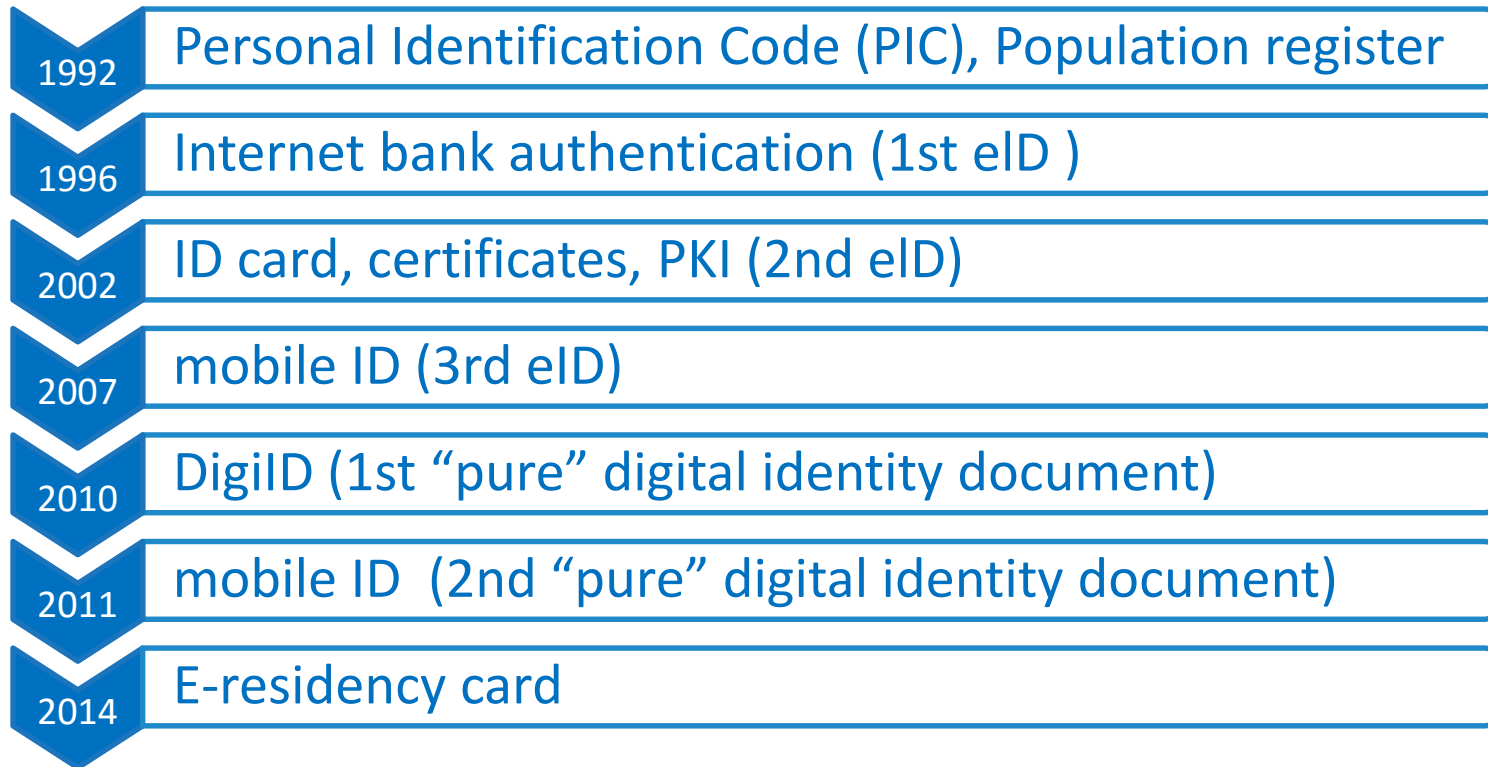 1992
Personal Identification Code (PIC), Population register
1996
Internet bank authentication (1st eID )
2002
ID card, certificates, PKI (2nd eID)
2007
mobile ID (3rd eID)
2010
DigiID (1st “pure” digital identity document)
2011
mobile ID  (2nd “pure” digital identity document)
2014
E-residency card